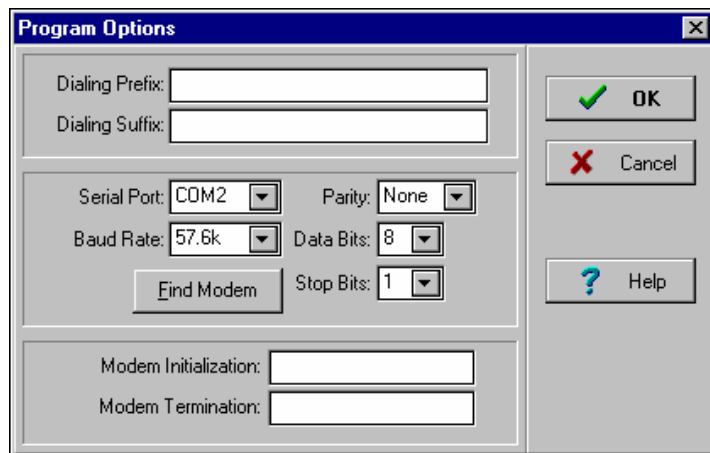 Program Options
Dialing Prefix:
Dialing Suffix:
OK
Cancel
Serial Port: COM2 Parity: None
Baud Rate: 57.6k Data Bits: 8
Find Modem Stop Bits: 1
Help
Modem Initialization:
Modem Termination: